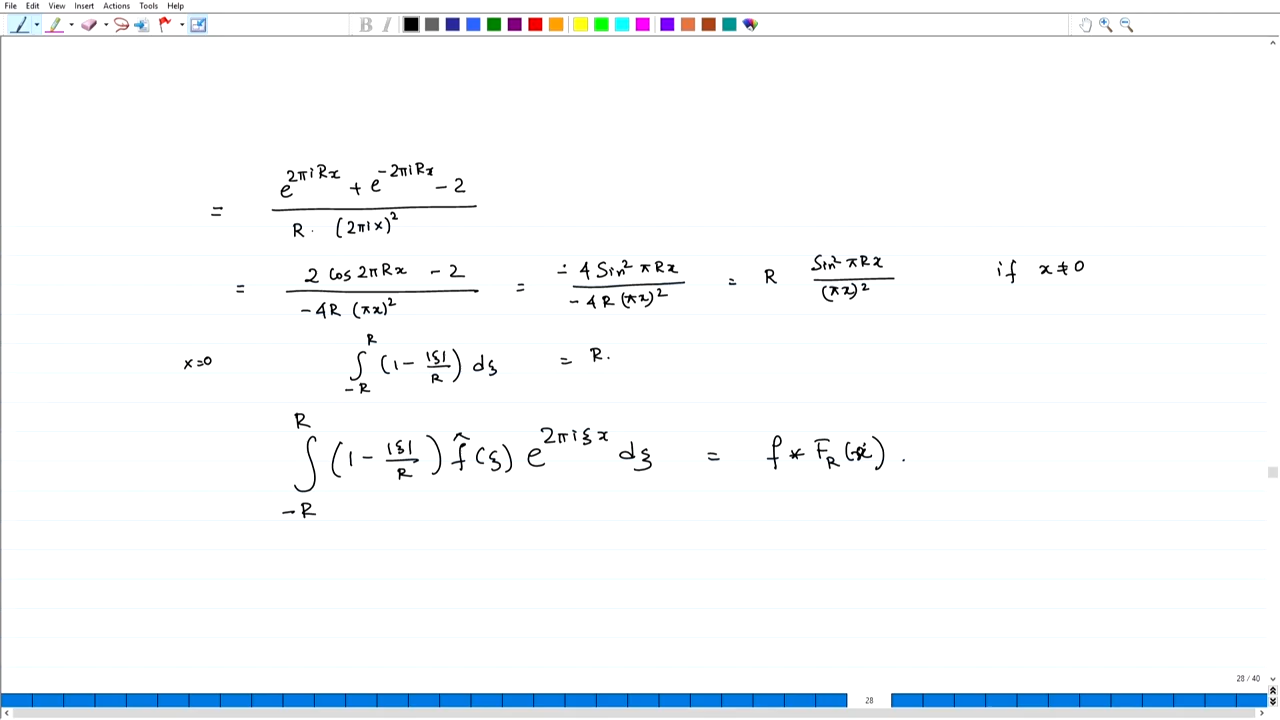 File Edit View Insert Actions Tools Help
B I
= (e^{2πiRx} + e^{-2πiRx} - 2) / (R. (2πix)^2)
= (2 Cos 2πRx - 2) / (-4R (πx)^2) = (-4 Sin^2 πRx) / (-4R (πx)^2) = R Sin^2 πRx / (πx)^2 if x≠0
x=0 ∫_{-R}^{R} (1 - |ξ|/R) dξ = R.
∫_{-R}^{R} (1 - |ξ|/R) f̂(ξ) e^{2πiξx} dξ = f * F_R(x).
28 / 40
28